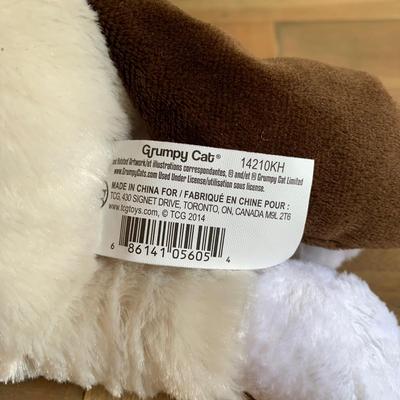 Grumpy Cat® 14210KH
and Related Artwork/et illustrations correspondantes, ® and/et © Grumpy Cat Limited
www.GrumpyCats.com Used Under License/utilisation sous license.
MADE IN CHINA FOR / FABRIQUÉ EN CHINE POUR :
TCG, 430 SIGNET DRIVE, TORONTO, ON, CANADA M9L 2T6
www.tcgtoys.com © TCG 2014
6 86141 05605 4